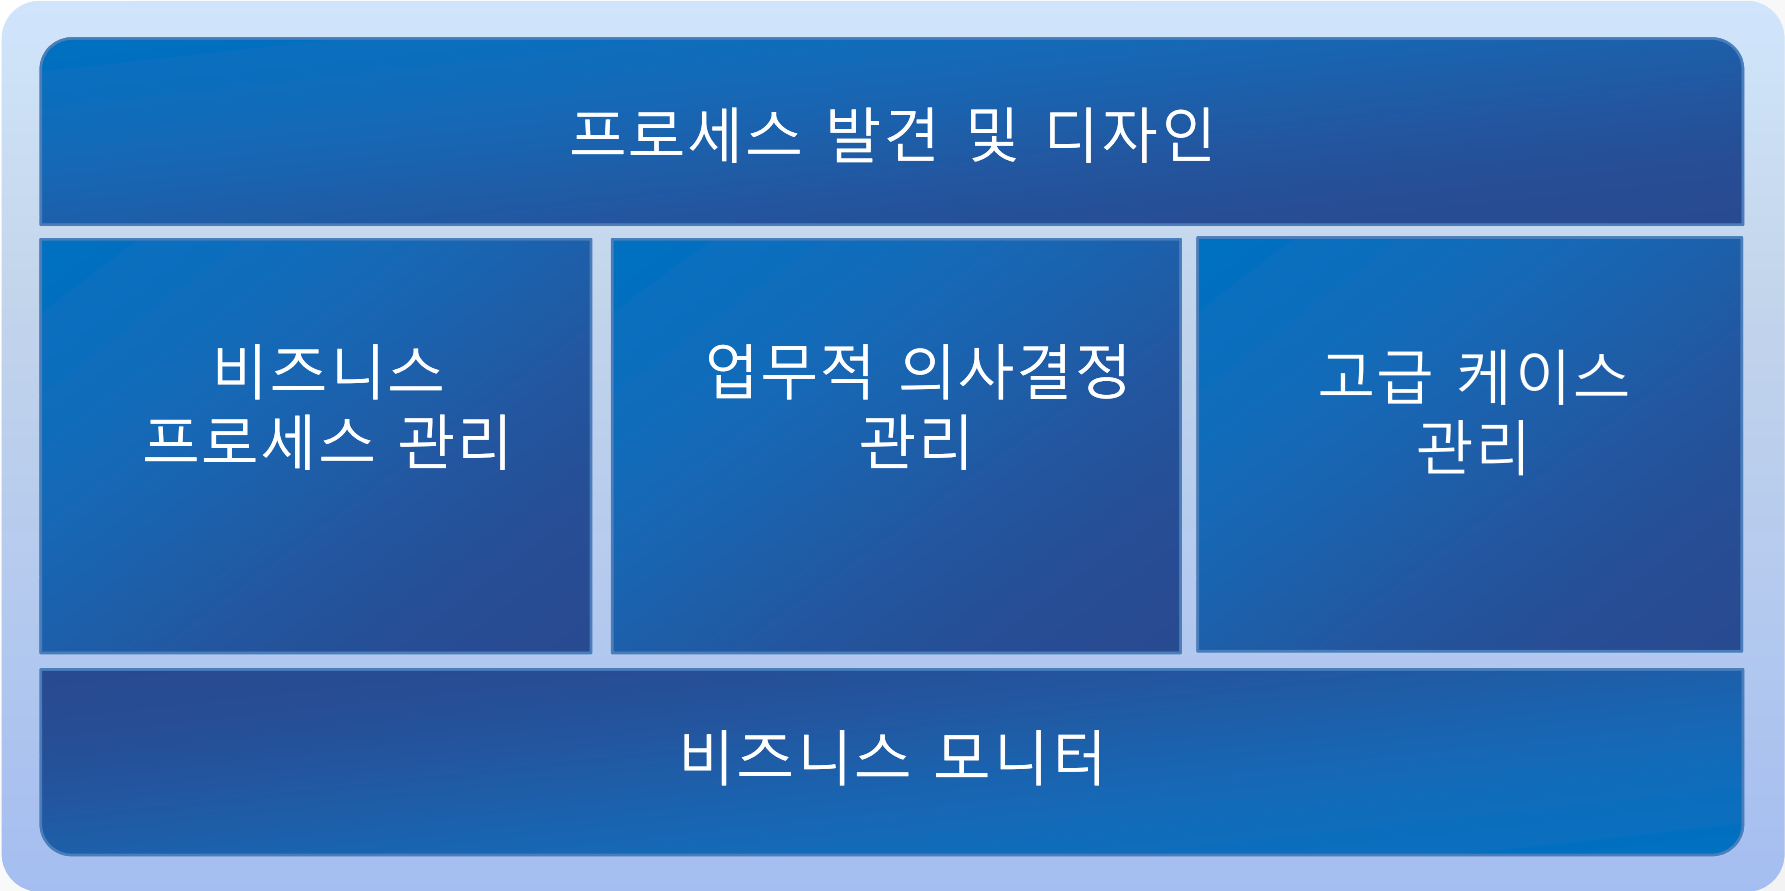 프로세스 발견 및 디자인
비즈니스
프로세스 관리
업무적 의사결정
관리
고급 케이스
관리
비즈니스 모니터